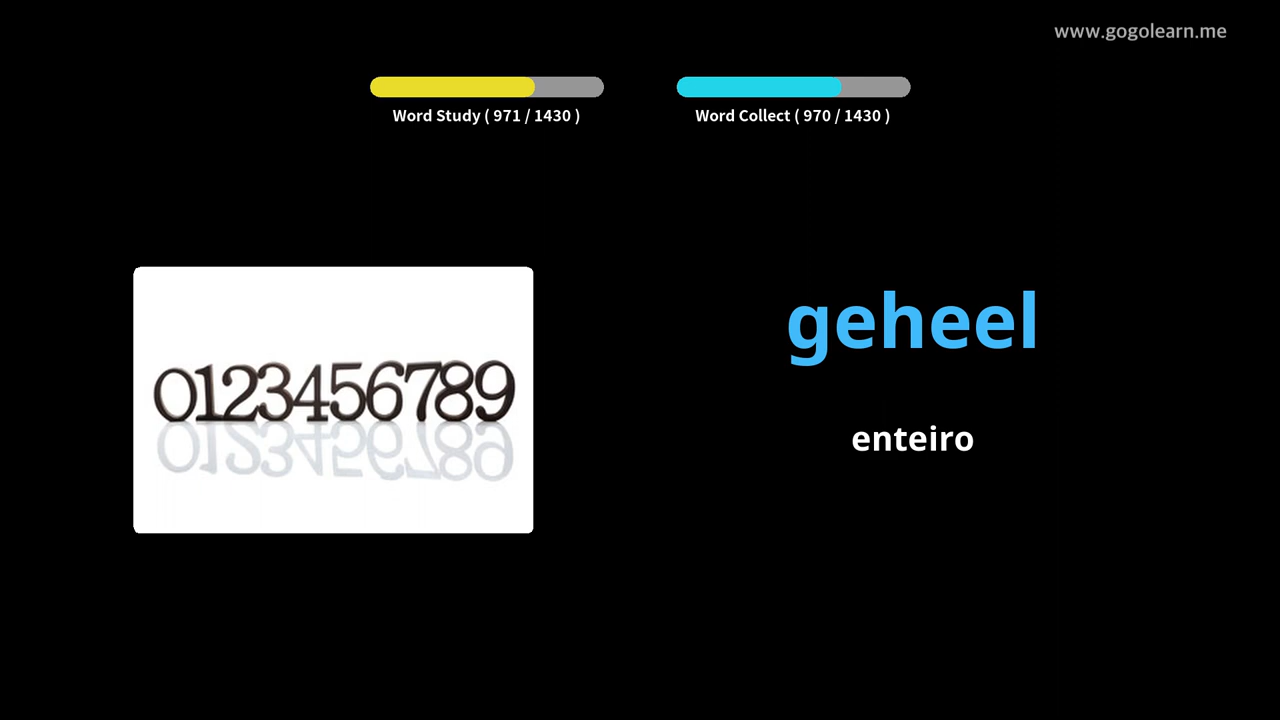 www.gogolearn.me
Word Study ( 971 / 1430 )
Word Collect ( 970 / 1430 )
0123456789
geheel
enteiro